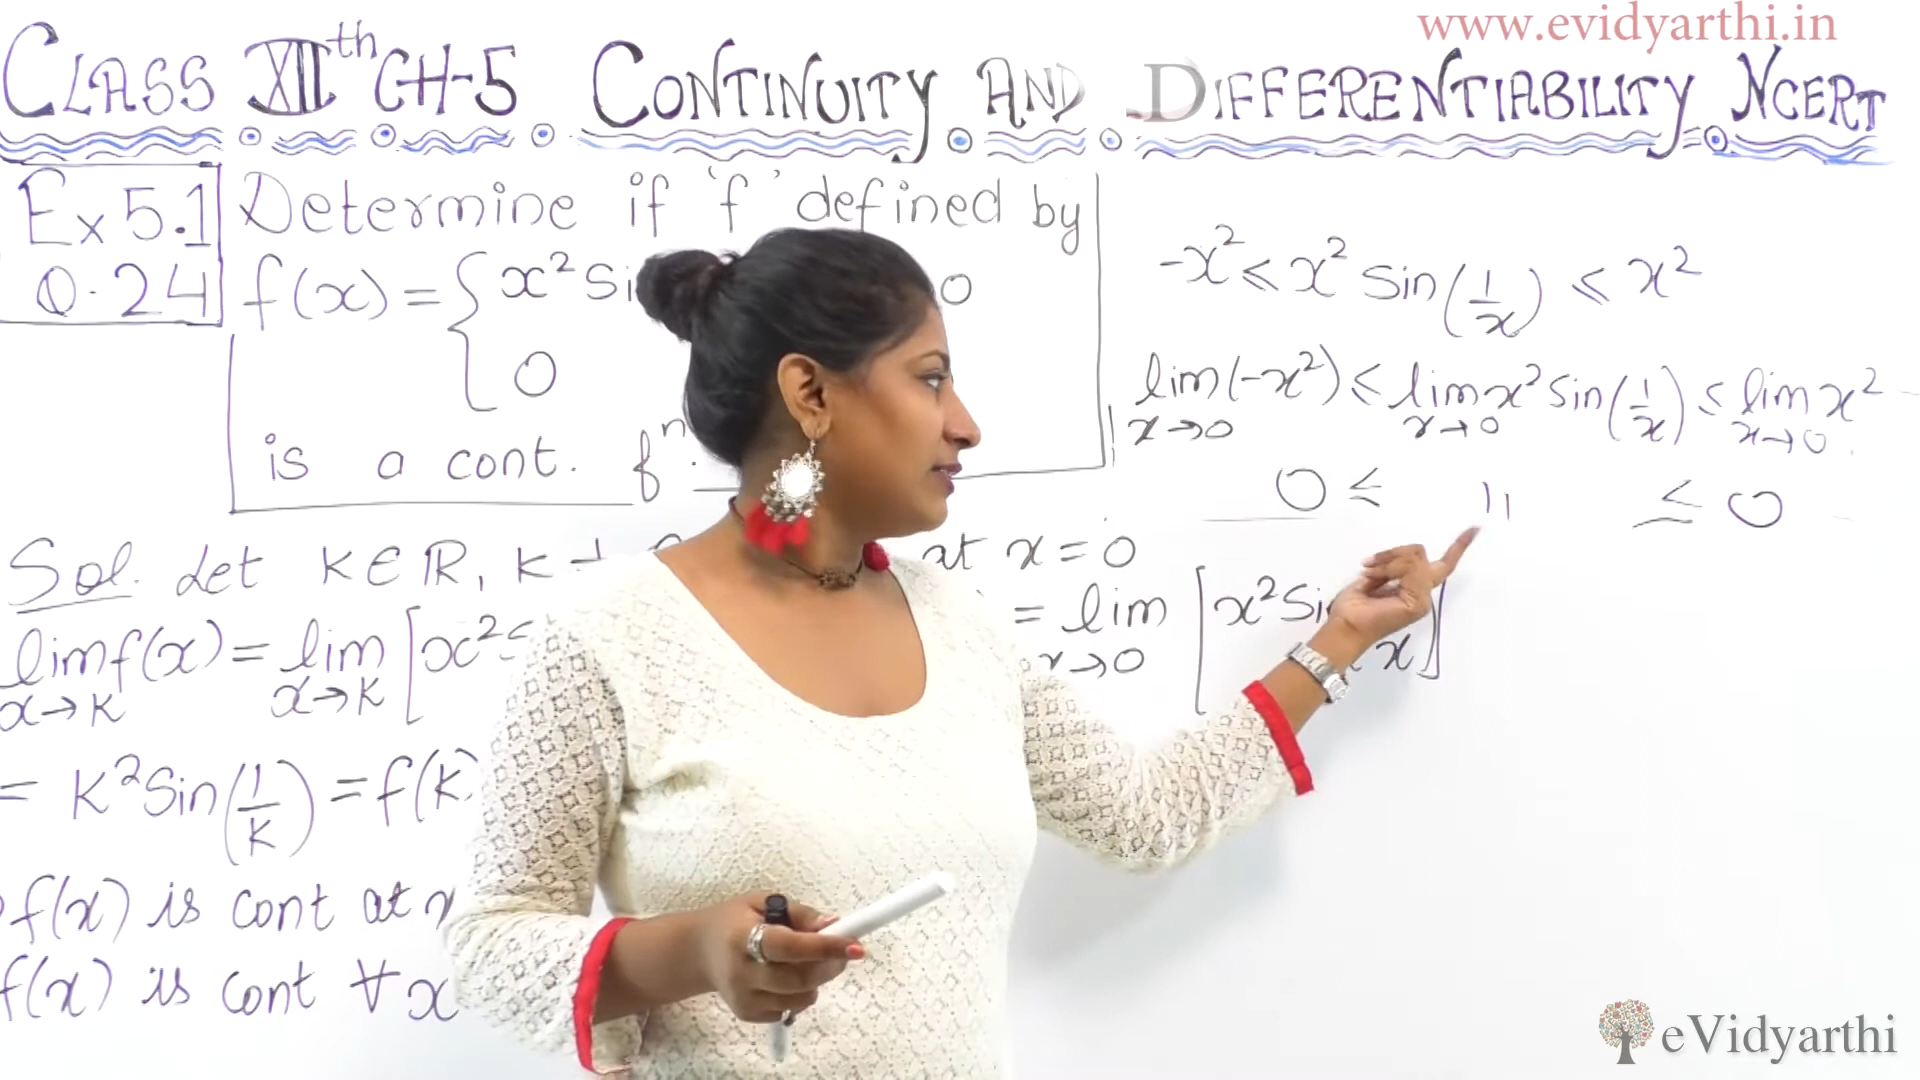 www.evidyarthi.in
CLASS XIIth CH-5 CONTINUITY AND DIFFERENTIABILITY NCERT
Ex 5.1
Q.24
Determine if 'f' defined by
f(x) = { x² Si 0
0
is a cont. fⁿ.
-x² ≤ x² Sin(1/x) ≤ x²
lim x→0 (-x²) ≤ lim x→0 x² Sin(1/x) ≤ lim x→0 x²
0 ≤ 11 ≤ 0
Sol. Let K ∈ R, K
lim x→K f(x) = lim x→K [x² S
= K² Sin(1/K) = f(K)
f(x) is cont at x
f(x) is cont ∀ x
at x = 0
= lim x→0 [x² Sin x]
eVidyarthi